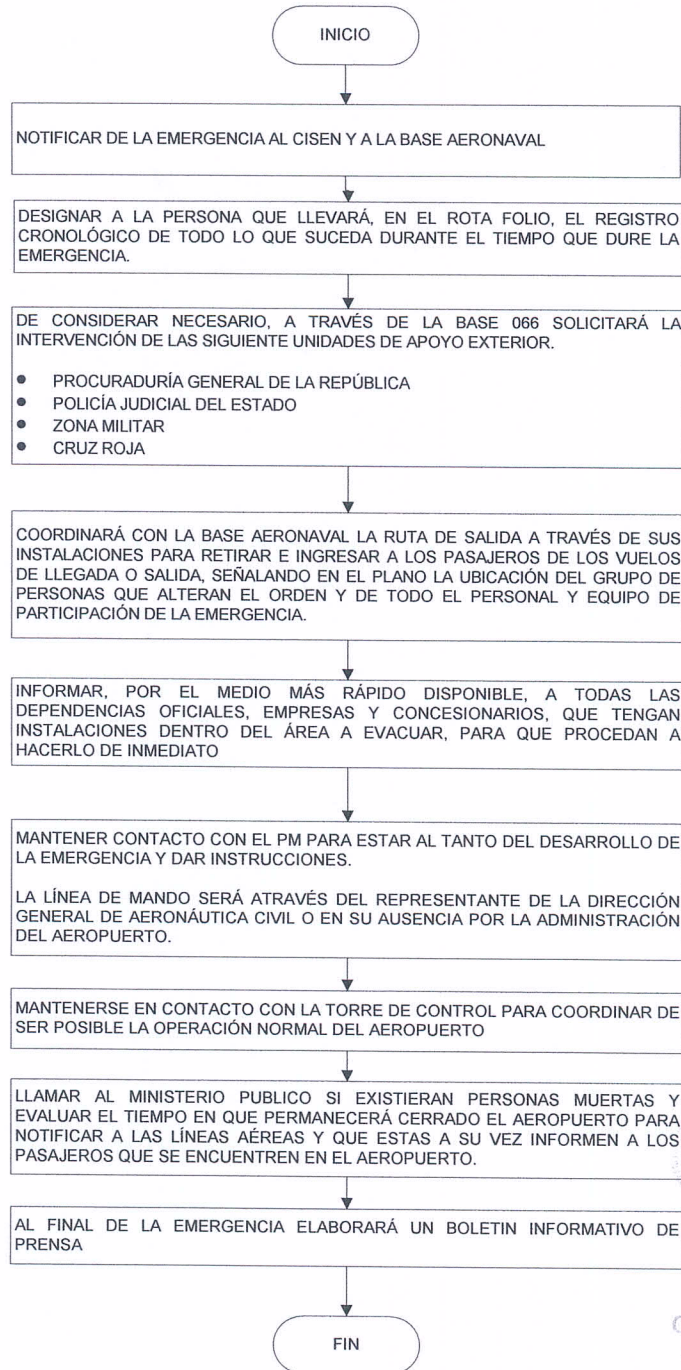 INICIO
NOTIFICAR DE LA EMERGENCIA AL CISEN Y A LA BASE AERONAVAL
DESIGNAR A LA PERSONA QUE LLEVARÁ, EN EL ROTA FOLIO, EL REGISTRO
CRONOLÓGICO DE TODO LO QUE SUCEDA DURANTE EL TIEMPO QUE DURE LA
EMERGENCIA.
DE CONSIDERAR NECESARIO, A TRAVÉS DE LA BASE 066 SOLICITARÁ LA
INTERVENCIÓN DE LAS SIGUIENTE UNIDADES DE APOYO EXTERIOR.
● PROCURADURÍA GENERAL DE LA REPÚBLICA
● POLICÍA JUDICIAL DEL ESTADO
● ZONA MILITAR
● CRUZ ROJA
COORDINARÁ CON LA BASE AERONAVAL LA RUTA DE SALIDA A TRAVÉS DE SUS
INSTALACIONES PARA RETIRAR E INGRESAR A LOS PASAJEROS DE LOS VUELOS
DE LLEGADA O SALIDA, SEÑALANDO EN EL PLANO LA UBICACIÓN DEL GRUPO DE
PERSONAS QUE ALTERAN EL ORDEN Y DE TODO EL PERSONAL Y EQUIPO DE
PARTICIPACIÓN DE LA EMERGENCIA.
INFORMAR, POR EL MEDIO MÁS RÁPIDO DISPONIBLE, A TODAS LAS
DEPENDENCIAS OFICIALES, EMPRESAS Y CONCESIONARIOS, QUE TENGAN
INSTALACIONES DENTRO DEL ÁREA A EVACUAR, PARA QUE PROCEDAN A
HACERLO DE INMEDIATO
MANTENER CONTACTO CON EL PM PARA ESTAR AL TANTO DEL DESARROLLO DE
LA EMERGENCIA Y DAR INSTRUCCIONES.
LA LÍNEA DE MANDO SERÁ ATRAVÉS DEL REPRESENTANTE DE LA DIRECCIÓN
GENERAL DE AERONÁUTICA CIVIL O EN SU AUSENCIA POR LA ADMINISTRACIÓN
DEL AEROPUERTO.
MANTENERSE EN CONTACTO CON LA TORRE DE CONTROL PARA COORDINAR DE
SER POSIBLE LA OPERACIÓN NORMAL DEL AEROPUERTO
LLAMAR AL MINISTERIO PUBLICO SI EXISTIERAN PERSONAS MUERTAS Y
EVALUAR EL TIEMPO EN QUE PERMANECERÁ CERRADO EL AEROPUERTO PARA
NOTIFICAR A LAS LÍNEAS AÉREAS Y QUE ESTAS A SU VEZ INFORMEN A LOS
PASAJEROS QUE SE ENCUENTREN EN EL AEROPUERTO.
AL FINAL DE LA EMERGENCIA ELABORARÁ UN BOLETIN INFORMATIVO DE
PRENSA
FIN